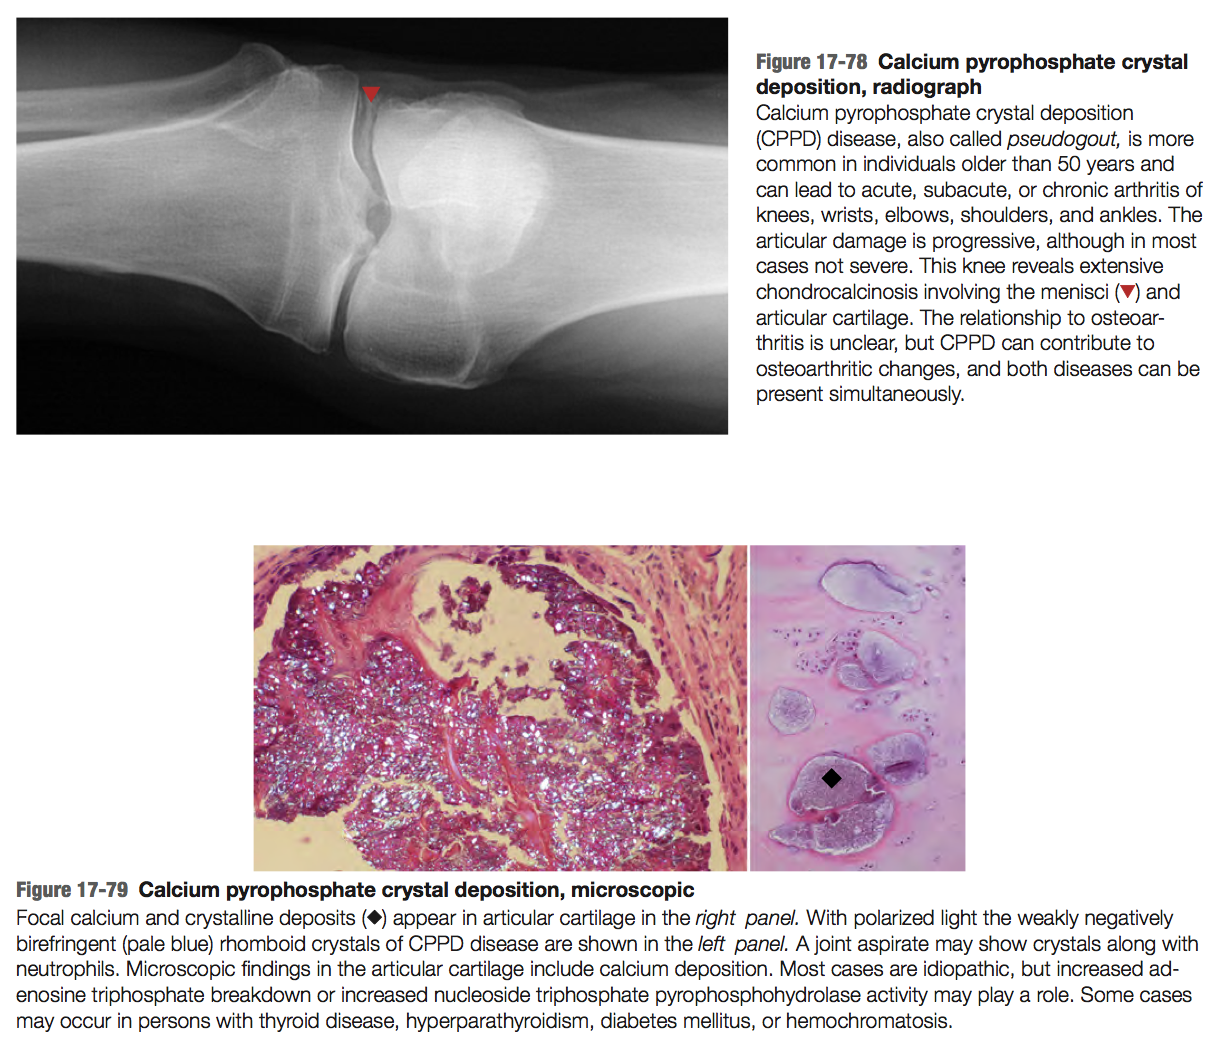 Figure 17-78 Calcium pyrophosphate crystal
deposition, radiograph
Calcium pyrophosphate crystal deposition
(CPPD) disease, also called pseudogout, is more
common in individuals older than 50 years and
can lead to acute, subacute, or chronic arthritis of
knees, wrists, elbows, shoulders, and ankles. The
articular damage is progressive, although in most
cases not severe. This knee reveals extensive
chondrocalcinosis involving the menisci (▼) and
articular cartilage. The relationship to osteoar-
thritis is unclear, but CPPD can contribute to
osteoarthritic changes, and both diseases can be
present simultaneously.
Figure 17-79 Calcium pyrophosphate crystal deposition, microscopic
Focal calcium and crystalline deposits (◆) appear in articular cartilage in the right panel. With polarized light the weakly negatively
birefringent (pale blue) rhomboid crystals of CPPD disease are shown in the left panel. A joint aspirate may show crystals along with
neutrophils. Microscopic findings in the articular cartilage include calcium deposition. Most cases are idiopathic, but increased ad-
enosine triphosphate breakdown or increased nucleoside triphosphate pyrophosphohydrolase activity may play a role. Some cases
may occur in persons with thyroid disease, hyperparathyroidism, diabetes mellitus, or hemochromatosis.